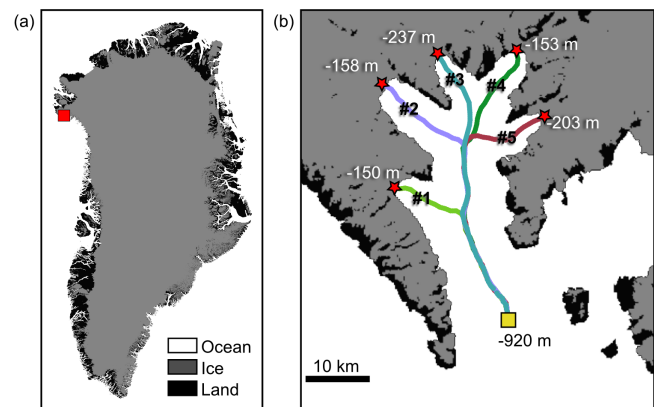 (a)
Ocean
Ice
Land
(b)
-237 m
-153 m
-158 m
#3
#4
#2
-203 m
#5
-150 m
#1
-920 m
10 km